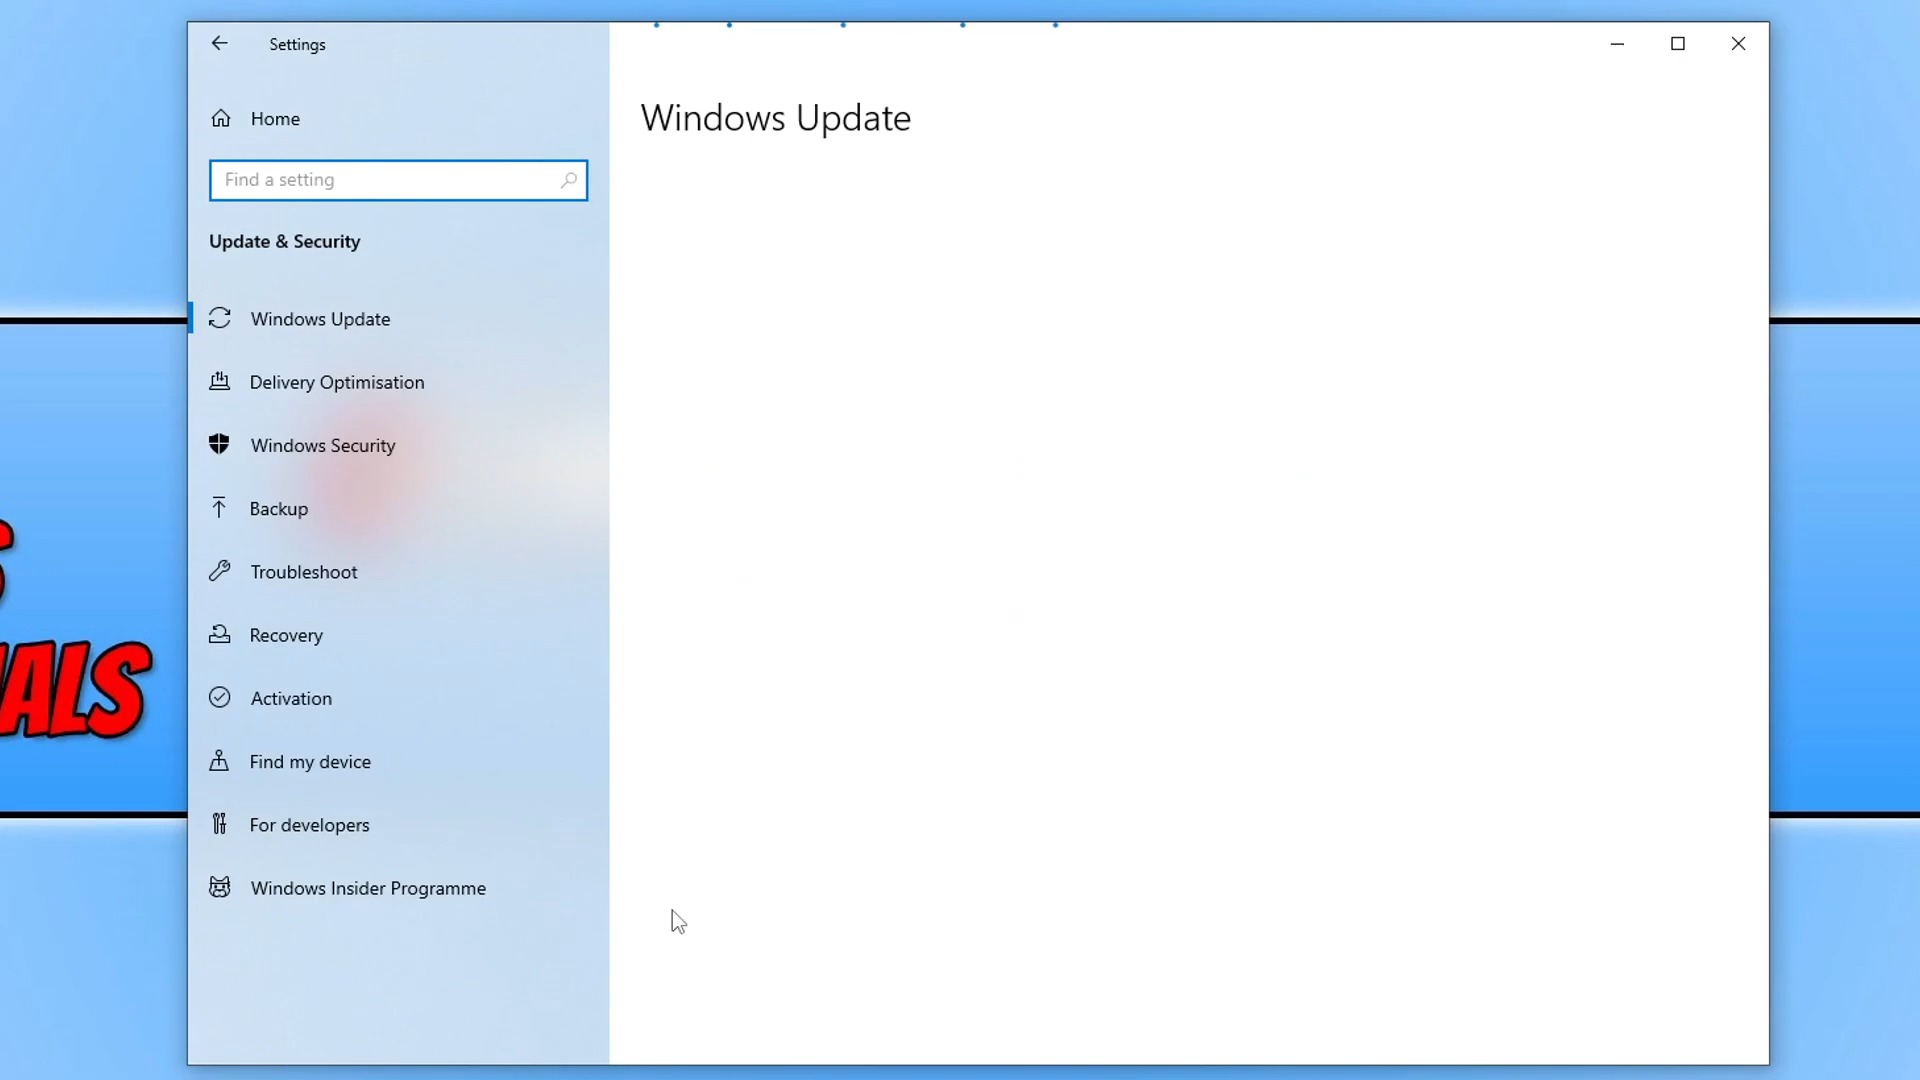 Settings
Home
Find a setting
Update & Security
Windows Update
Delivery Optimisation
Windows Security
Backup
Troubleshoot
Recovery
Activation
Find my device
For developers
Windows Insider Programme
Windows Update
S
ALS